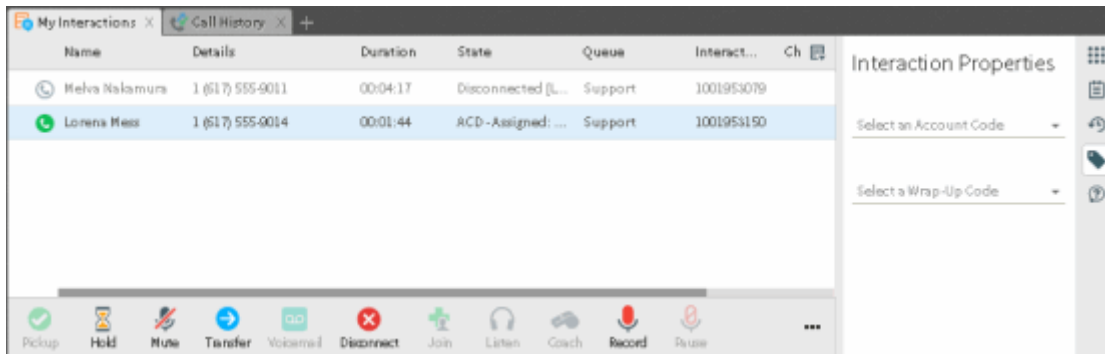 My Interactions
Call History
Name Details Duration State Queue Interact... Ch
Melva Nakamura 1 (617) 555-9011 00:04:17 Disconnected [L... Support 1001953079
Lorena Mess 1 (617) 555-9014 00:01:44 ACD - Assigned: ... Support 1001953150
Interaction Properties
Select an Account Code
Select a Wrap-Up Code
Pickup Hold Mute Transfer Voicemail Disconnect Join Listen Coach Record Pause